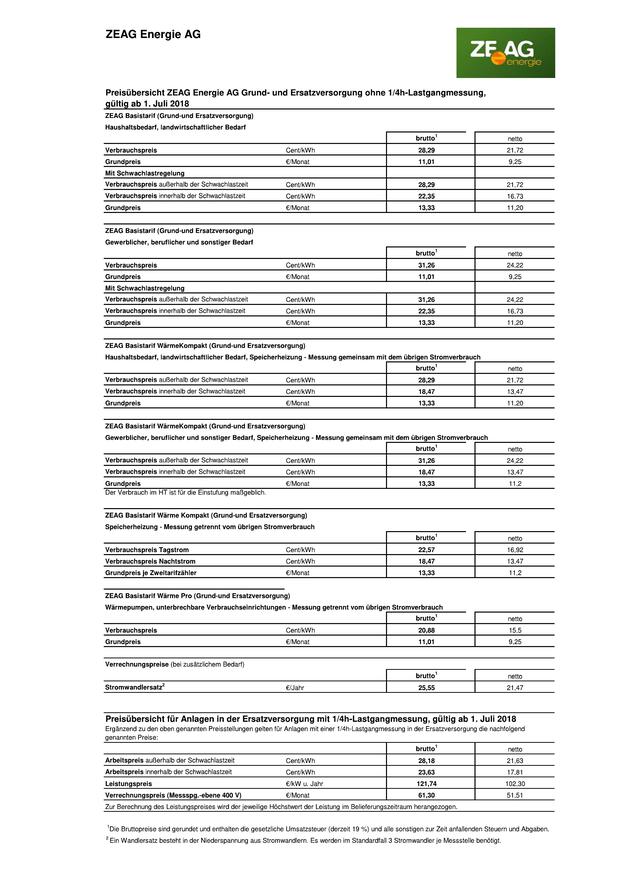 ZEAG Energie AG
ZEAG
energie
Preisübersicht ZEAG Energie AG Grund- und Ersatzversorgung ohne 1/4h-Lastgangmessung,
gültig ab 1. Juli 2018
ZEAG Basistarif (Grund-und Ersatzversorgung)
Haushaltsbedarf, landwirtschaftlicher Bedarf
brutto¹ netto
Verbrauchspreis Cent/kWh 28,29 21,72
Grundpreis €/Monat 11,01 9,25
Mit Schwachlastregelung
Verbrauchspreis außerhalb der Schwachlastzeit Cent/kWh 28,29 21,72
Verbrauchspreis innerhalb der Schwachlastzeit Cent/kWh 22,35 16,73
Grundpreis €/Monat 13,33 11,20
ZEAG Basistarif (Grund-und Ersatzversorgung)
Gewerblicher, beruflicher und sonstiger Bedarf
brutto¹ netto
Verbrauchspreis Cent/kWh 31,26 24,22
Grundpreis €/Monat 11,01 9,25
Mit Schwachlastregelung
Verbrauchspreis außerhalb der Schwachlastzeit Cent/kWh 31,26 24,22
Verbrauchspreis innerhalb der Schwachlastzeit Cent/kWh 22,35 16,73
Grundpreis €/Monat 13,33 11,20
ZEAG Basistarif WärmeKompakt (Grund-und Ersatzversorgung)
Haushaltsbedarf, landwirtschaftlicher Bedarf, Speicherheizung - Messung gemeinsam mit dem übrigen Stromverbrauch
brutto¹ netto
Verbrauchspreis außerhalb der Schwachlastzeit Cent/kWh 28,29 21,72
Verbrauchspreis innerhalb der Schwachlastzeit Cent/kWh 18,47 13,47
Grundpreis €/Monat 13,33 11,20
ZEAG Basistarif WärmeKompakt (Grund-und Ersatzversorgung)
Gewerblicher, beruflicher und sonstiger Bedarf, Speicherheizung - Messung gemeinsam mit dem übrigen Stromverbrauch
brutto¹ netto
Verbrauchspreis außerhalb der Schwachlastzeit Cent/kWh 31,26 24,22
Verbrauchspreis innerhalb der Schwachlastzeit Cent/kWh 18,47 13,47
Grundpreis €/Monat 13,33 11,2
Der Verbrauch im HT ist für die Einstufung maßgeblich.
ZEAG Basistarif Wärme Kompakt (Grund-und Ersatzversorgung)
Speicherheizung - Messung getrennt vom übrigen Stromverbrauch
brutto¹ netto
Verbrauchspreis Tagstrom Cent/kWh 22,57 16,92
Verbrauchspreis Nachtstrom Cent/kWh 18,47 13,47
Grundpreis je Zweitarifzähler €/Monat 13,33 11,2
ZEAG Basistarif Wärme Pro (Grund-und Ersatzversorgung)
Wärmepumpen, unterbrechbare Verbrauchseinrichtungen - Messung getrennt vom übrigen Stromverbrauch
brutto¹ netto
Verbrauchspreis Cent/kWh 20,88 15,5
Grundpreis €/Monat 11,01 9,25
Verrechnungspreise (bei zusätzlichem Bedarf)
brutto¹ netto
Stromwandlersatz² €/Jahr 25,55 21,47
Preisübersicht für Anlagen in der Ersatzversorgung mit 1/4h-Lastgangmessung, gültig ab 1. Juli 2018
Ergänzend zu den oben genannten Preisstellungen gelten für Anlagen mit einer 1/4h-Lastgangmessung in der Ersatzversorgung die nachfolgend
genannten Preise:
brutto¹ netto
Arbeitspreis außerhalb der Schwachlastzeit Cent/kWh 28,18 21,63
Arbeitspreis innerhalb der Schwachlastzeit Cent/kWh 23,63 17,81
Leistungspreis €/kW u. Jahr 121,74 102,30
Verrechnungspreis (Messspg.-ebene 400 V) €/Monat 61,30 51,51
Zur Berechnung des Leistungspreises wird der jeweilige Höchstwert der Leistung im Belieferungszeitraum herangezogen.
¹Die Bruttopreise sind gerundet und enthalten die gesetzliche Umsatzsteuer (derzeit 19 %) und alle sonstigen zur Zeit anfallenden Steuern und Abgaben.
² Ein Wandlersatz besteht in der Niederspannung aus Stromwandlern. Es werden im Standardfall 3 Stromwandler je Messstelle benötigt.